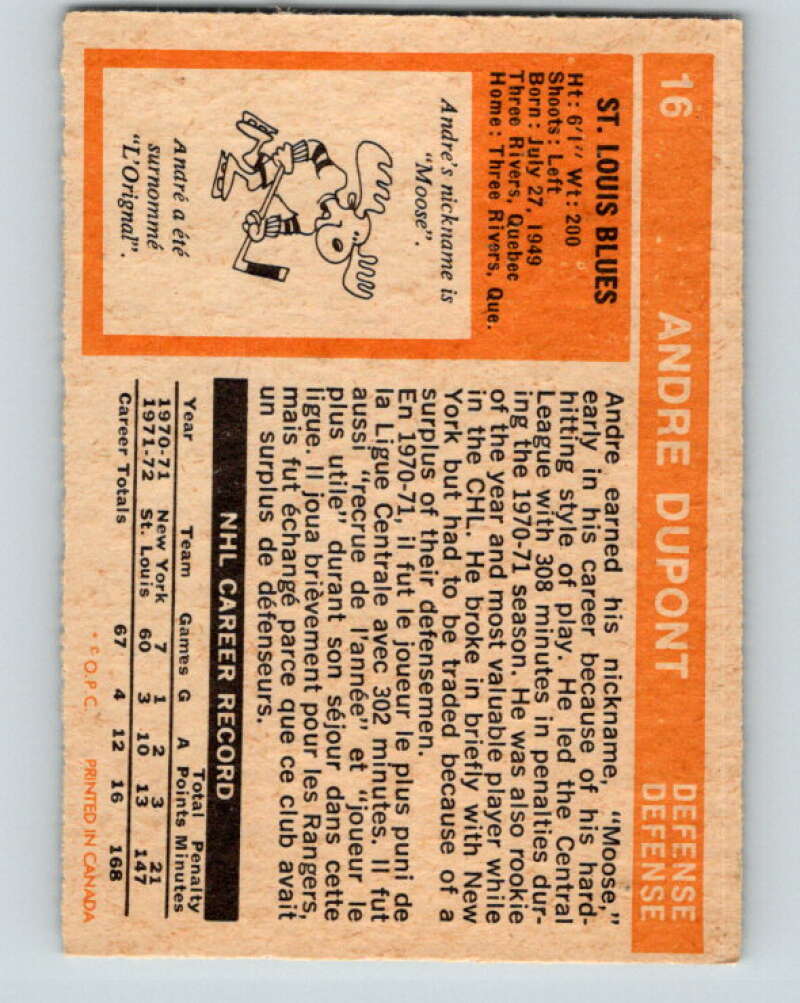 16 ANDRE DUPONT DEFENSE
DEFENSE
ST. LOUIS BLUES
Ht: 6'1" Wt: 200
Shoots: Left
Born: July 27, 1949
Three Rivers, Quebec
Home: Three Rivers, Que.
Andre's nickname is
"Moose".
André a été
surnommé
"L'Orignal".
Andre earned his nickname, "Moose,"
early in his career because of his hard-
hitting style of play. He led the Central
League with 308 minutes in penalties dur-
ing the 1970-71 season. He was also rookie
of the year and most valuable player while
in the CHL. He broke in briefly with New
York but had to be traded because of a
surplus of their defensemen.
En 1970-71, il fut le joueur le plus puni de
la Ligue Centrale avec 302 minutes. Il fut
aussi "recrue de l'année" et "joueur le
plus utile" durant son séjour dans cette
ligue. Il joua brièvement pour les Rangers,
mais fut échangé parce que ce club avait
un surplus de défenseurs.
NHL CAREER RECORD
Total Penalty
Year Team Games G A Points Minutes
1970-71 New York 7 1 2 3 21
1971-72 St. Louis 60 3 10 13 147
Career Totals 67 4 12 16 168
• © O.P.C. PRINTED IN CANADA